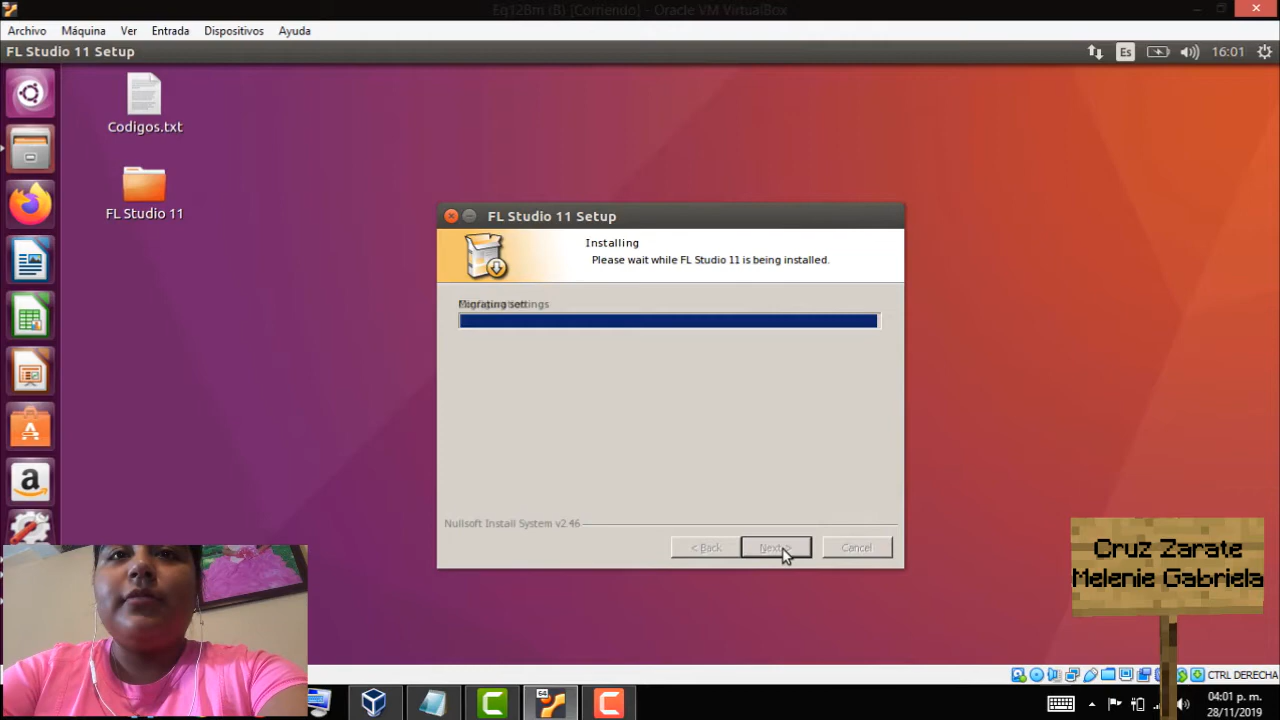 Eq12Bm (B) [Corriendo] - Oracle VM VirtualBox
Archivo Máquina Ver Entrada Dispositivos Ayuda
FL Studio 11 Setup
Es
16:01
Codigos.txt
FL Studio 11
FL Studio 11 Setup
Installing
Please wait while FL Studio 11 is being installed.
Nullsoft Install System v2.46
< Back
Next >
Cancel
Cruz Zarate
Melenie Gabriela
CTRL DERECHA
64
04:01 p. m.
28/11/2019